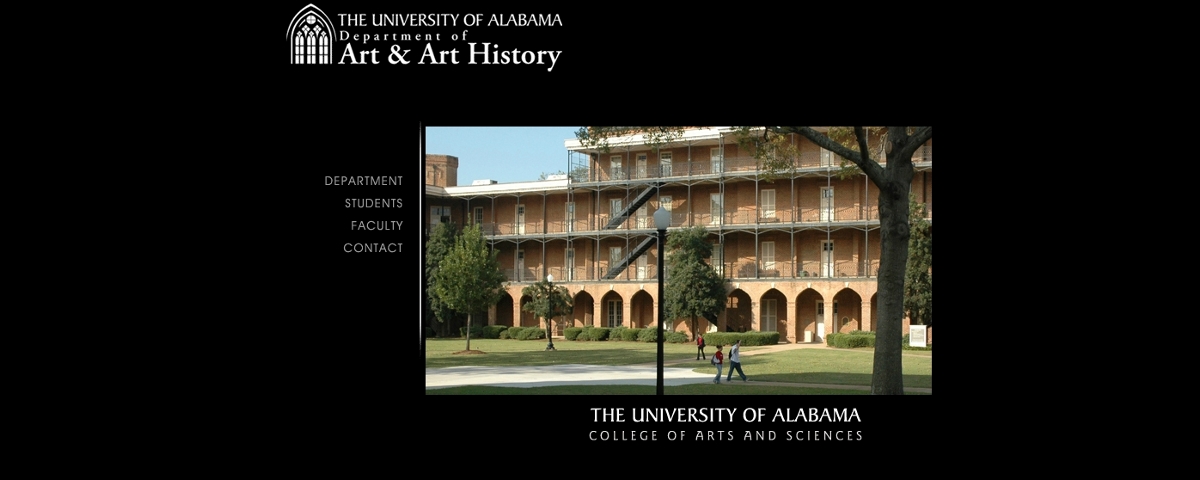 THE UNIVERSITY OF ALABAMA
Department of
Art & Art History
DEPARTMENT
STUDENTS
FACULTY
CONTACT
THE UNIVERSITY OF ALABAMA
COLLEGE OF ARTS AND SCIENCES